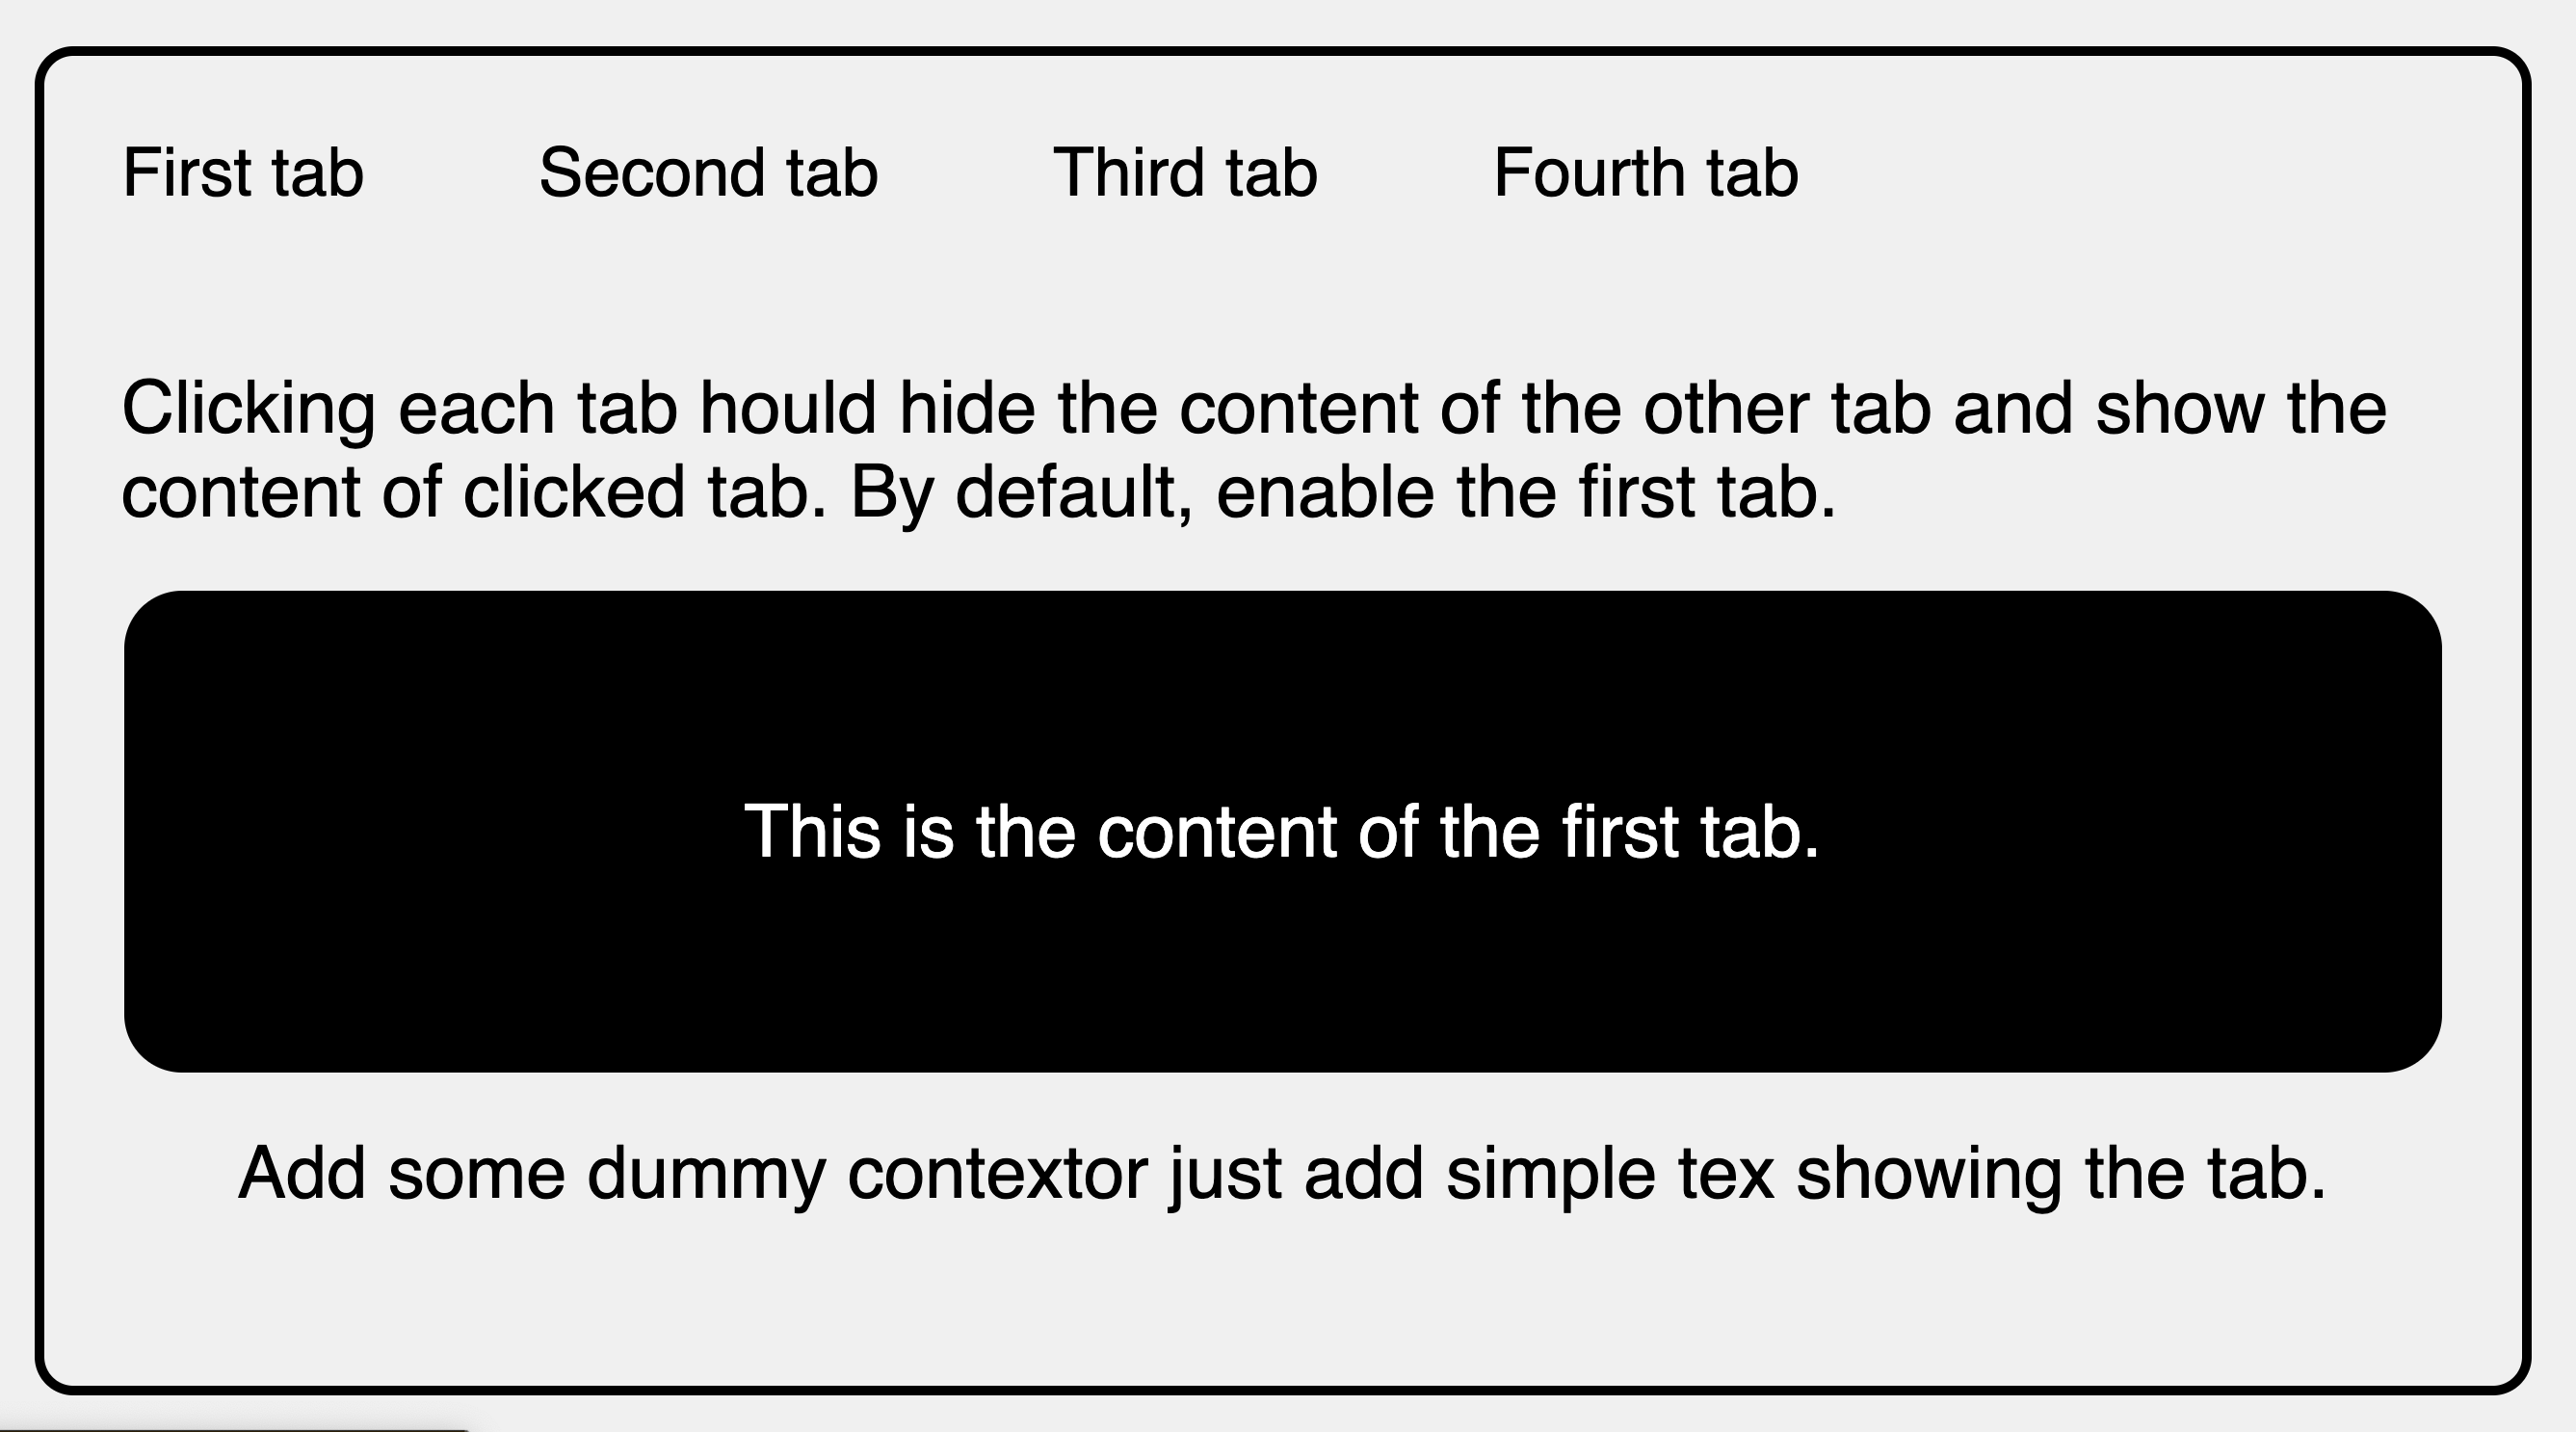 First tab Second tab Third tab Fourth tab
Clicking each tab hould hide the content of the other tab and show the
content of clicked tab. By default, enable the first tab.
This is the content of the first tab.
Add some dummy contextor just add simple tex showing the tab.